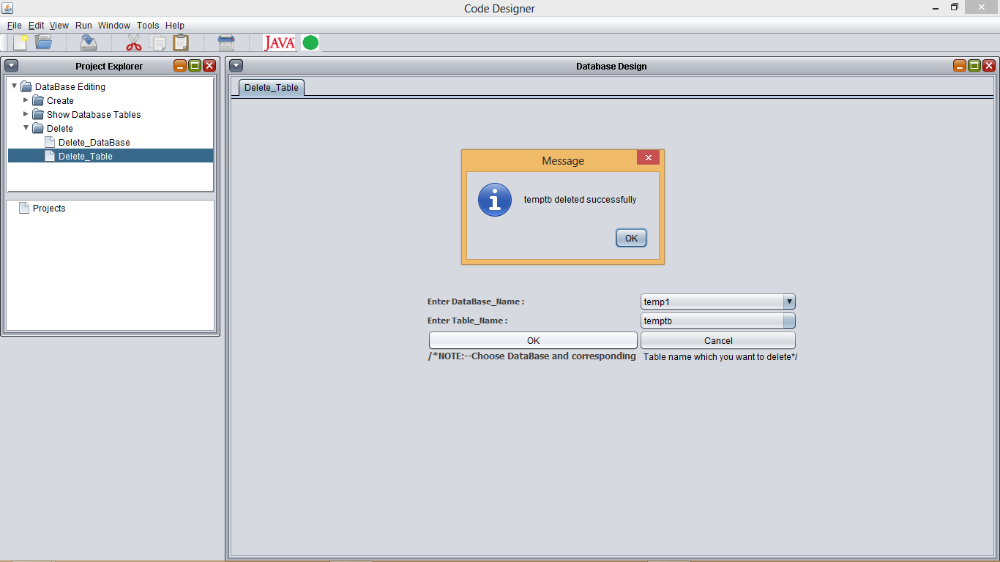 Code Designer
File Edit View Run Window Tools Help
JAVA
Project Explorer
DataBase Editing
Create
Show Database Tables
Delete
Delete_DataBase
Delete_Table
Projects
Database Design
Delete_Table
Message
temptb deleted successfully
OK
Enter DataBase_Name :
temp1
Enter Table_Name :
temptb
OK
Cancel
/*NOTE:--Choose DataBase and corresponding Table name which you want to delete*/